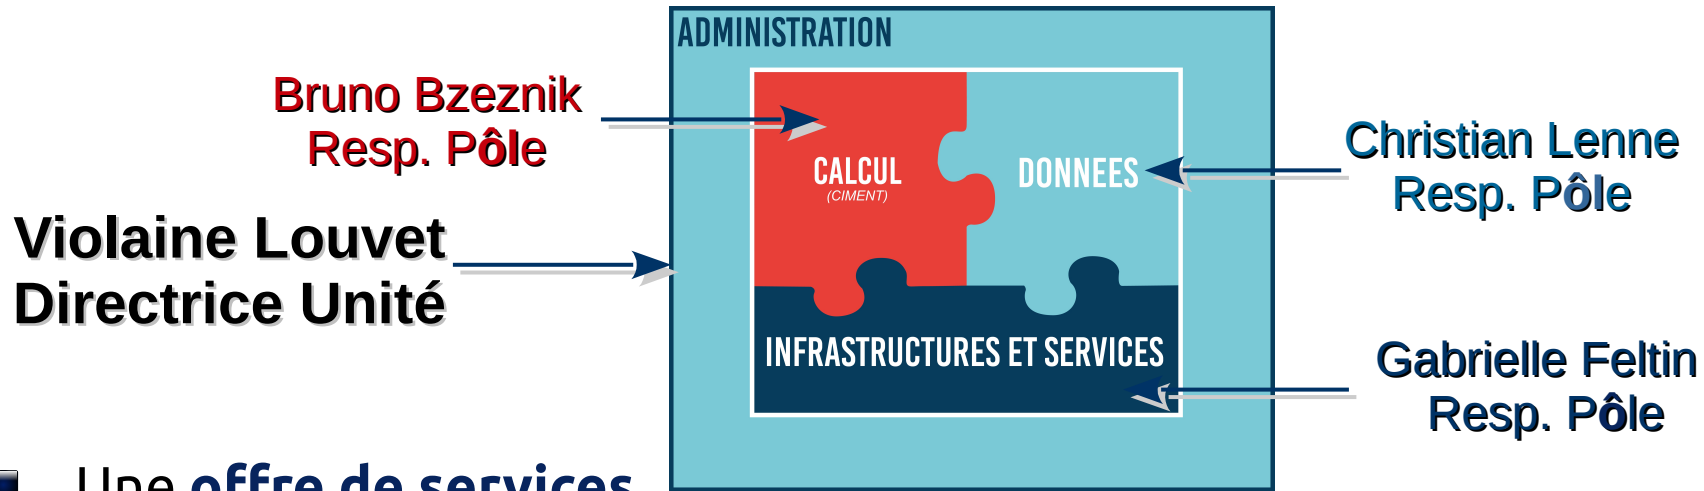 ADMINISTRATION
Bruno Bzeznik
Resp. Pôle
CALCUL
(CIMENT)
DONNEES
Christian Lenne
Resp. Pôle
Violaine Louvet
Directrice Unité
INFRASTRUCTURES ET SERVICES
Gabrielle Feltin
Resp. Pôle
Une offre de services